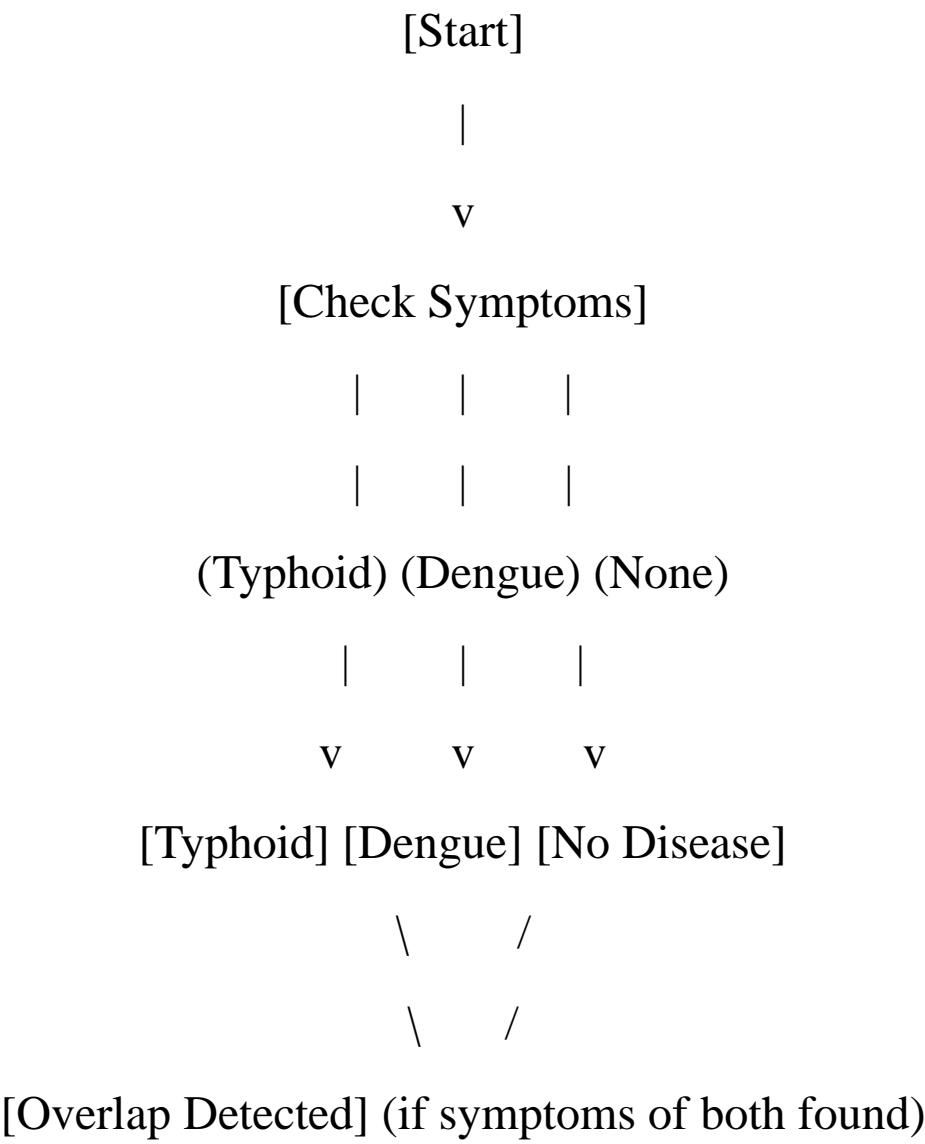 [Start]
|
v
[Check Symptoms]
| | |
| | |
(Typhoid) (Dengue) (None)
| | |
v v v
[Typhoid] [Dengue] [No Disease]
\ /
\ /
[Overlap Detected] (if symptoms of both found)